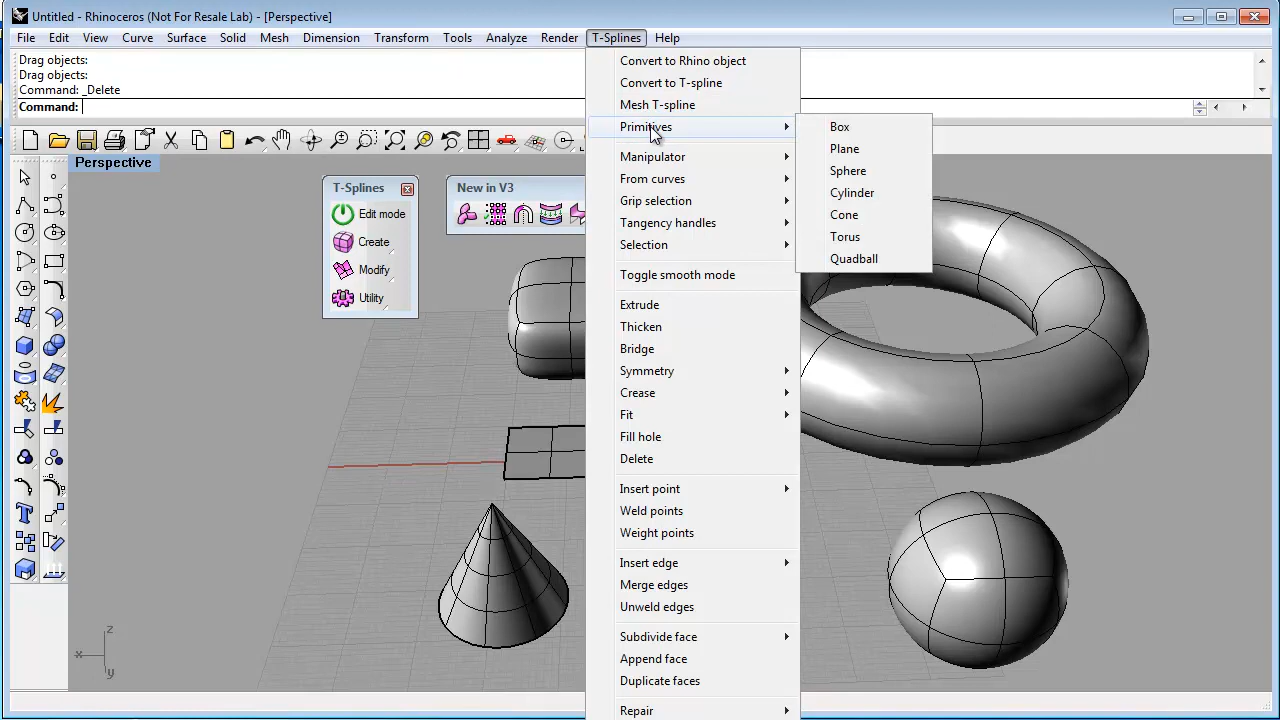 Untitled - Rhinoceros (Not For Resale Lab) - [Perspective]
File Edit View Curve Surface Solid Mesh Dimension Transform Tools Analyze Render T-Splines Help
Drag objects:
Drag objects:
Command: _Delete
Command:
Perspective
T-Splines
Edit mode
Create
Modify
Utility
New in V3
Convert to Rhino object
Convert to T-spline
Mesh T-spline
Primitives
Manipulator
From curves
Grip selection
Tangency handles
Selection
Toggle smooth mode
Extrude
Thicken
Bridge
Symmetry
Crease
Fit
Fill hole
Delete
Insert point
Weld points
Weight points
Insert edge
Merge edges
Unweld edges
Subdivide face
Append face
Duplicate faces
Repair
Box
Plane
Sphere
Cylinder
Cone
Torus
Quadball
z
x
y